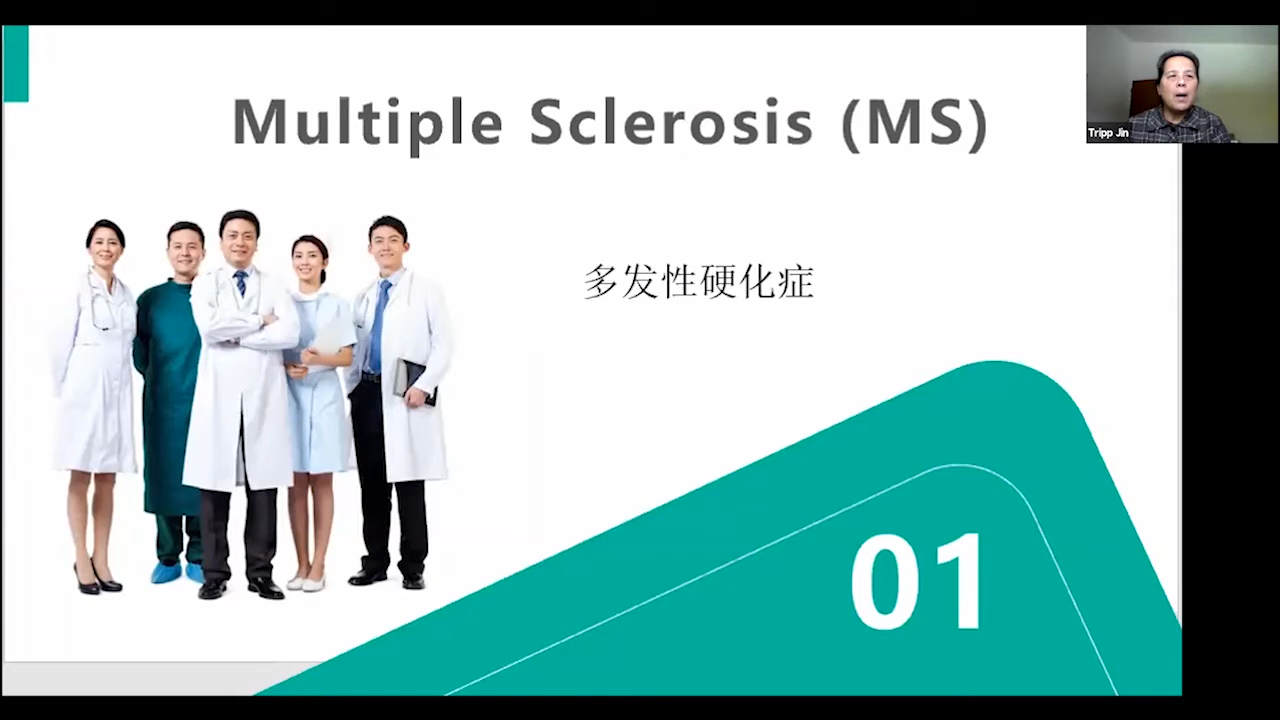 Multiple Sclerosis (MS)
Tripp Jin
多发性硬化症
01